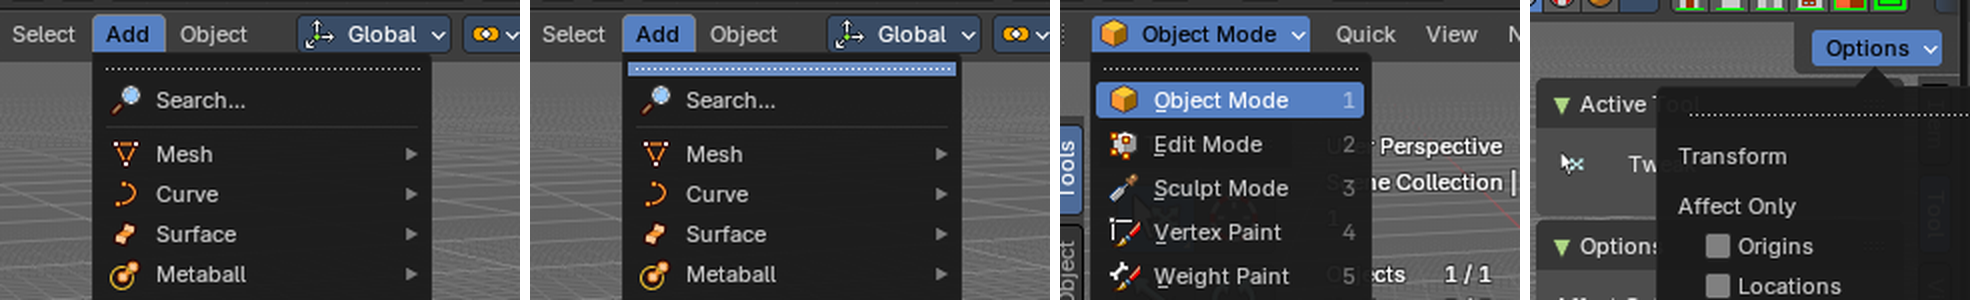 Select Add Object Global
Search...
Mesh
Curve
Surface
Metaball
Select Add Object Global
Search...
Mesh
Curve
Surface
Metaball
Object Mode Quick View
Object Mode 1
Edit Mode 2
Sculpt Mode 3
Vertex Paint 4
Weight Paint 5
Tools
Perspective
Collection |
1 / 1
Options
Active
Transform
Affect Only
Origins
Options
Locations